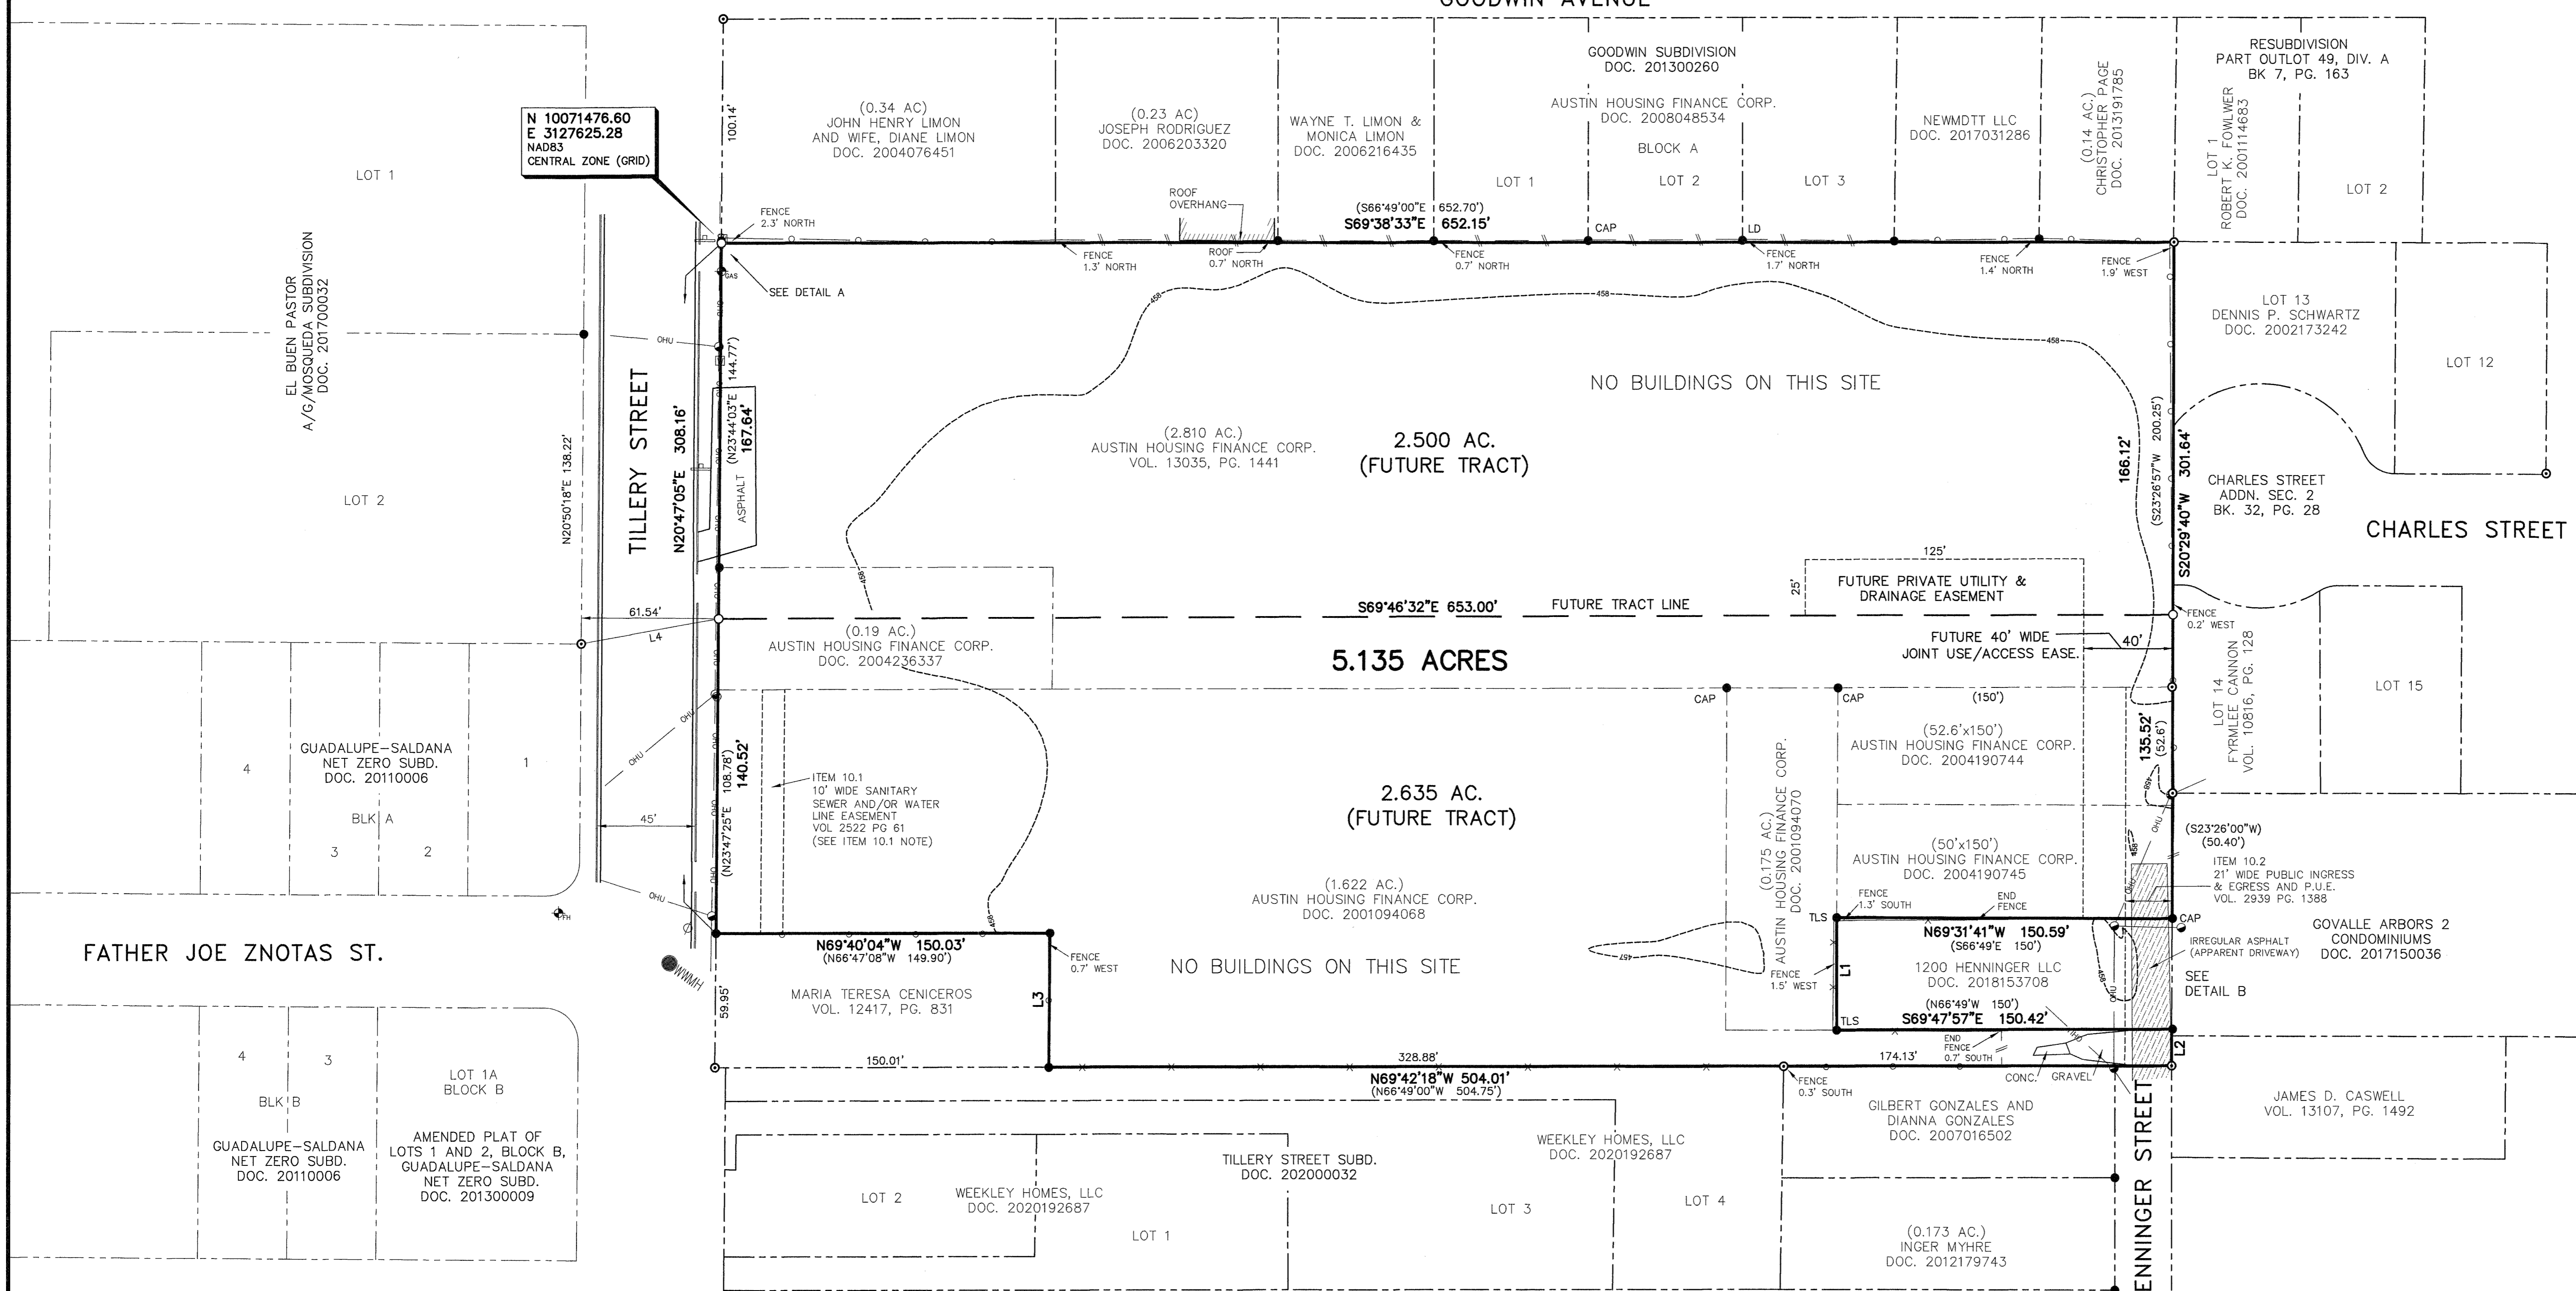 GOODWIN AVENUE
N 10071476.60
E 3127625.28
NAD83
CENTRAL ZONE (GRID)
100.14'
(0.34 AC)
JOHN HENRY LIMON
AND WIFE, DIANE LIMON
DOC. 2004076451
(0.23 AC)
JOSEPH RODRIGUEZ
DOC. 2006203320
WAYNE T. LIMON &
MONICA LIMON
DOC. 2006216435
GOODWIN SUBDIVISION
DOC. 201300260
AUSTIN HOUSING FINANCE CORP.
DOC. 2008048534
BLOCK A
LOT 1
LOT 2
LOT 3
NEWMDTT LLC
DOC. 2017031286
(0.14 AC.)
CHRISTOPHER PAGE
DOC. 2013191785
RESUBDIVISION
PART OUTLOT 49, DIV. A
BK 7, PG. 163
LOT 1
ROBERT K. FOWLWER
DOC. 2001114683
LOT 2
LOT 1
EL BUEN PASTOR
A/G/MOSQUEDA SUBDIVISION
DOC. 201700032
LOT 2
FENCE
2.3' NORTH
ROOF
OVERHANG
(S66°49'00"E 652.70')
S69°38'33"E 652.15'
CAP
LD
FENCE
1.3' NORTH
ROOF
0.7' NORTH
FENCE
0.7' NORTH
FENCE
1.7' NORTH
FENCE
1.4' NORTH
FENCE
1.9' WEST
GAS
SEE DETAIL A
458
458
458
458
NO BUILDINGS ON THIS SITE
LOT 13
DENNIS P. SCHWARTZ
DOC. 2002173242
LOT 12
OHU
TILLERY STREET
N20°50'18"E 138.22'
N20°47'05"E 308.16'
(N23°44'03"E 144.77')
167.64'
ASPHALT
OHU
OHU
OHU
OHU
(2.810 AC.)
AUSTIN HOUSING FINANCE CORP.
VOL. 13035, PG. 1441
2.500 AC.
(FUTURE TRACT)
166.12'
(S23°26'57"W 200.25')
S20°29'40"W 301.64'
CHARLES STREET
ADDN. SEC. 2
BK. 32, PG. 28
CHARLES STREET
125'
25'
FUTURE PRIVATE UTILITY &
DRAINAGE EASEMENT
61.54'
L4
S69°46'32"E 653.00'
FUTURE TRACT LINE
FENCE
0.2' WEST
(0.19 AC.)
AUSTIN HOUSING FINANCE CORP.
DOC. 2004236337
5.135 ACRES
FUTURE 40' WIDE
JOINT USE/ACCESS EASE.
40'
LOT 14
FYRMLEE CANNON
VOL. 10816, PG. 128
LOT 15
CAP
CAP
(150')
OHU
OHU
OHU
4
GUADALUPE-SALDANA
NET ZERO SUBD.
DOC. 20110006
1
BLK A
3
2
45'
(N23°47'25"E 108.78')
140.52'
ITEM 10.1
10' WIDE SANITARY
SEWER AND/OR WATER
LINE EASEMENT
VOL 2522 PG 61
(SEE ITEM 10.1 NOTE)
2.635 AC.
(FUTURE TRACT)
(0.175 AC.)
AUSTIN HOUSING FINANCE CORP.
DOC. 2001094070
(52.6'x150')
AUSTIN HOUSING FINANCE CORP.
DOC. 2004190744
135.52'
(52.6')
458
OHU
458
(S23°26'00"W)
(50.40')
(50'x150')
AUSTIN HOUSING FINANCE CORP.
DOC. 2004190745
ITEM 10.2
21' WIDE PUBLIC INGRESS
& EGRESS AND P.U.E.
VOL. 2939 PG. 1388
OHU
FH
OHU
(1.622 AC.)
AUSTIN HOUSING FINANCE CORP.
DOC. 2001094068
458
FENCE
1.3' SOUTH
END
FENCE
TLS
CAP
FATHER JOE ZNOTAS ST.
WWMH
N69°40'04"W 150.03'
(N66°47'08"W 149.90')
FENCE
0.7' WEST
NO BUILDINGS ON THIS SITE
457
N69°31'41"W 150.59'
(S66°49'E 150')
IRREGULAR ASPHALT
(APPARENT DRIVEWAY)
GOVALLE ARBORS 2
CONDOMINIUMS
DOC. 2017150036
FENCE
1.5' WEST
L1
1200 HENNINGER LLC
DOC. 2018153708
458
OHU
SEE
DETAIL B
59.95'
MARIA TERESA CENICEROS
VOL. 12417, PG. 831
L3
(N66°49'W 150')
S69°47'57"E 150.42'
TLS
END
FENCE
0.7' SOUTH
L2
150.01'
328.88'
174.13'
N69°42'18"W 504.01'
(N66°49'00"W 504.75')
FENCE
0.3' SOUTH
CONC.
GRAVEL
4
3
BLK B
GUADALUPE-SALDANA
NET ZERO SUBD.
DOC. 20110006
LOT 1A
BLOCK B
AMENDED PLAT OF
LOTS 1 AND 2, BLOCK B,
GUADALUPE-SALDANA
NET ZERO SUBD.
DOC. 201300009
GILBERT GONZALES AND
DIANNA GONZALES
DOC. 2007016502
JAMES D. CASWELL
VOL. 13107, PG. 1492
TILLERY STREET SUBD.
DOC. 202000032
WEEKLEY HOMES, LLC
DOC. 2020192687
LOT 2
WEEKLEY HOMES, LLC
DOC. 2020192687
LOT 1
LOT 3
LOT 4
(0.173 AC.)
INGER MYHRE
DOC. 2012179743
ENNINGER STREET